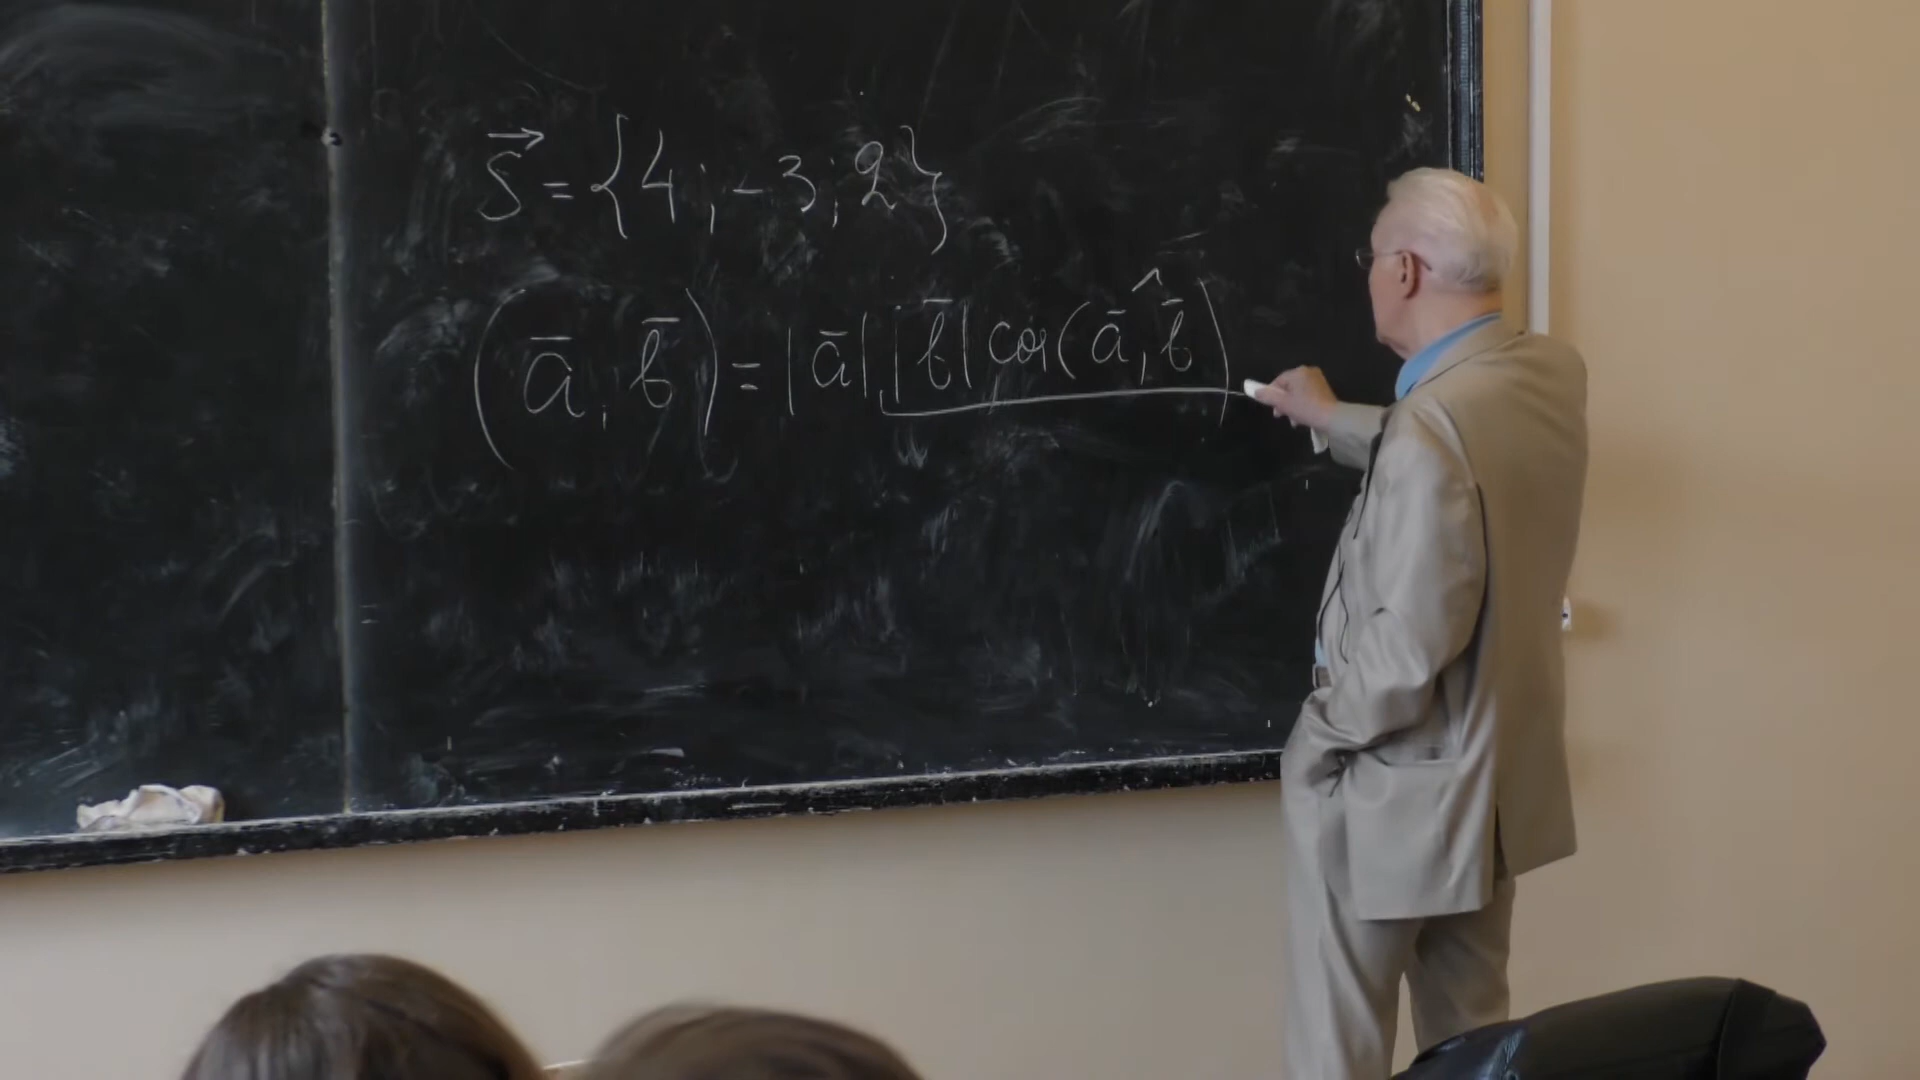 S⃗ = {4; -3; 2}
(ā, b̄) = |ā| |b̄| cos(ā,^b̄)